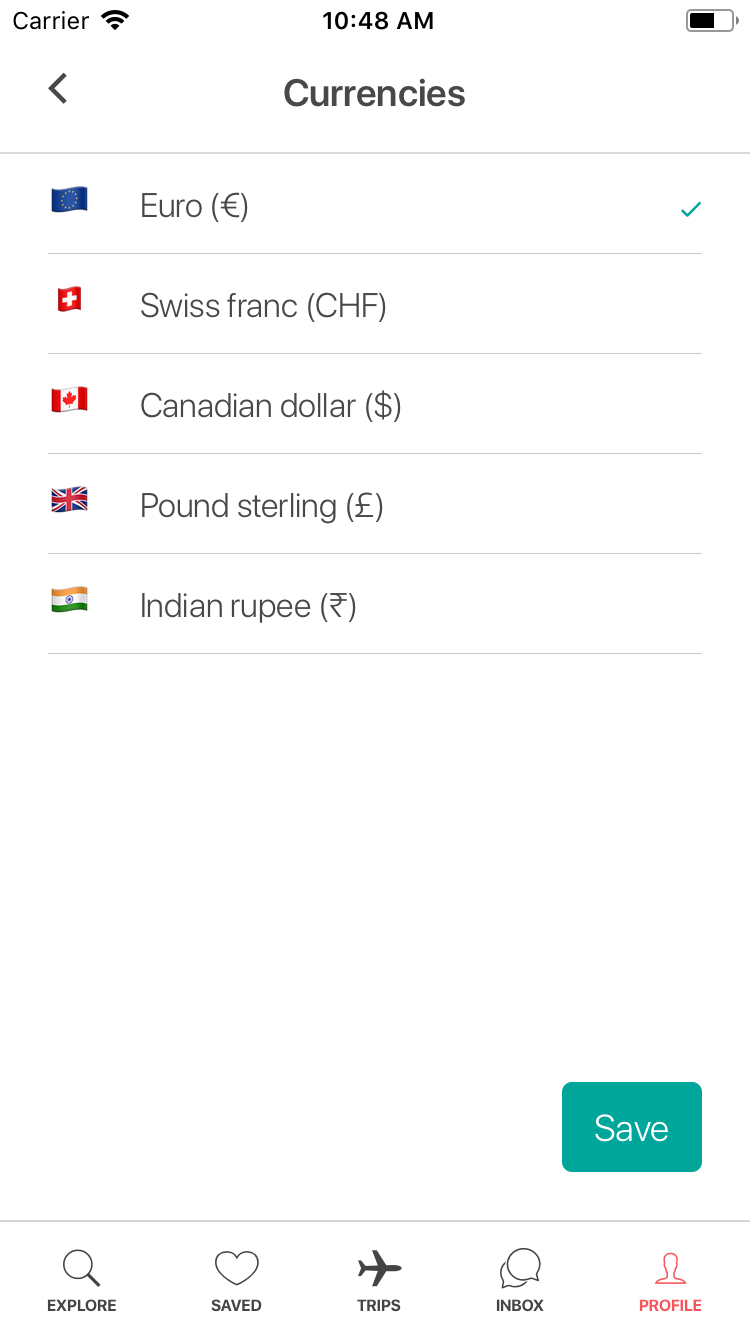 Carrier 10:48 AM
Currencies
Euro (€)
Swiss franc (CHF)
Canadian dollar ($)
Pound sterling (£)
Indian rupee (₹)
Save
EXPLORE SAVED TRIPS INBOX PROFILE